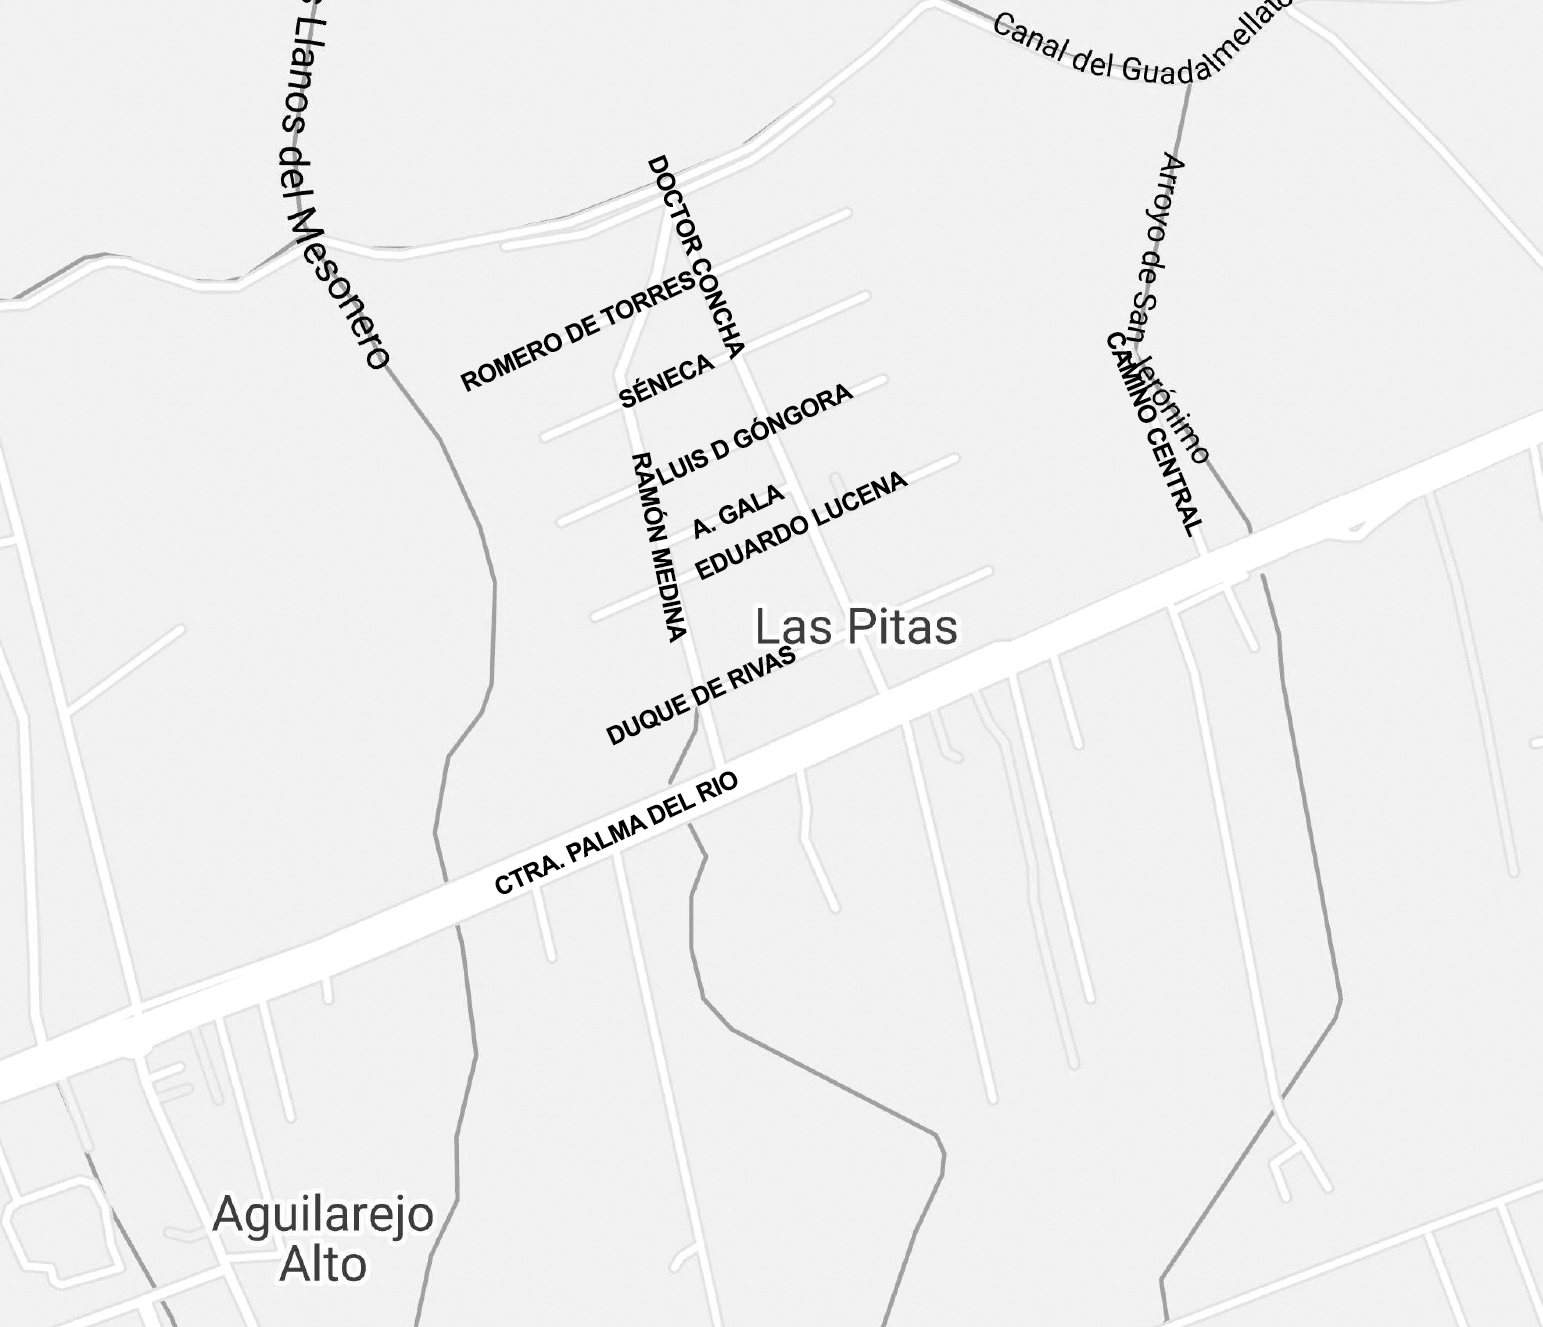 Llanos del Mesonero
Canal del Guadalmellato
Arroyo de San Jerónimo
DOCTOR CONCHA
ROMERO DE TORRES
SÉNECA
CAMINO CENTRAL
LUIS D GÓNGORA
RAMÓN MEDINA
A. GALA
EDUARDO LUCENA
Las Pitas
DUQUE DE RIVAS
CTRA. PALMA DEL RIO
Aguilarejo
Alto